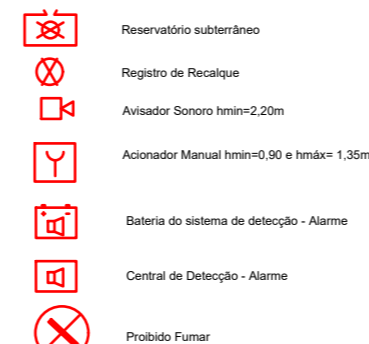 Reservatório subterrâneo
Registro de Recalque
Avisador Sonoro hmin=2,20m
Acionador Manual hmin=0,90 e hmáx= 1,35m
Bateria do sistema de detecção - Alarme
Central de Detecção - Alarme
Proibido Fumar